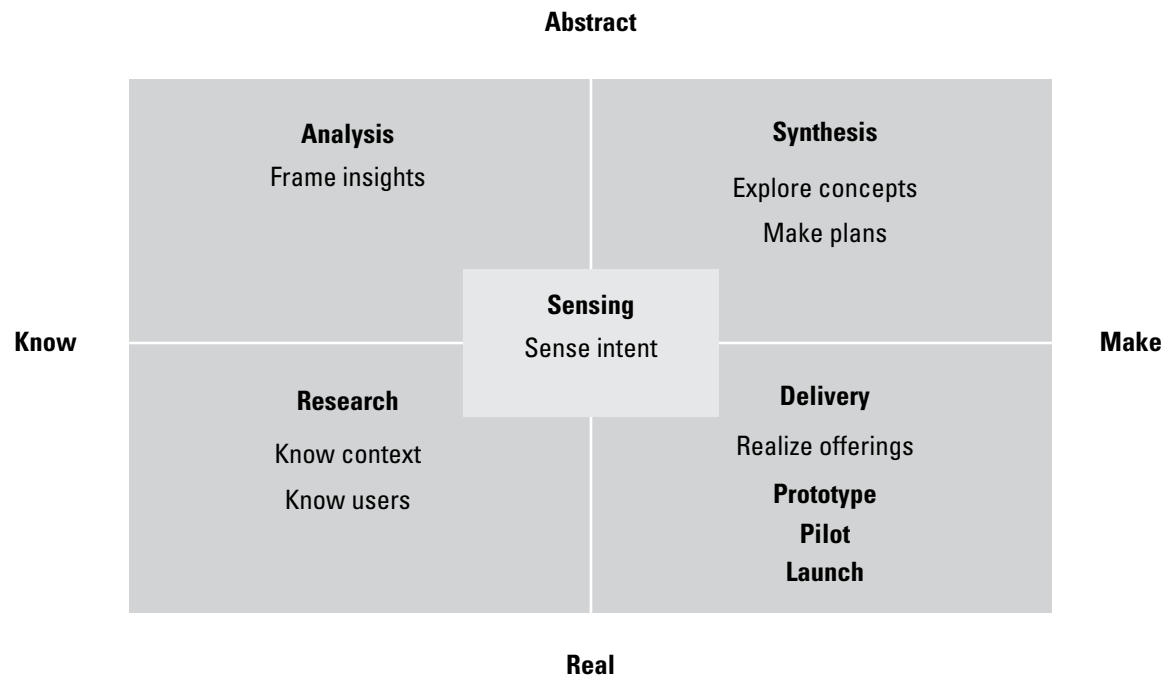 Abstract
Analysis
Frame insights
Synthesis
Explore concepts
Make plans
Sensing
Sense intent
Know
Make
Research
Know context
Know users
Delivery
Realize offerings
Prototype
Pilot
Launch
Real